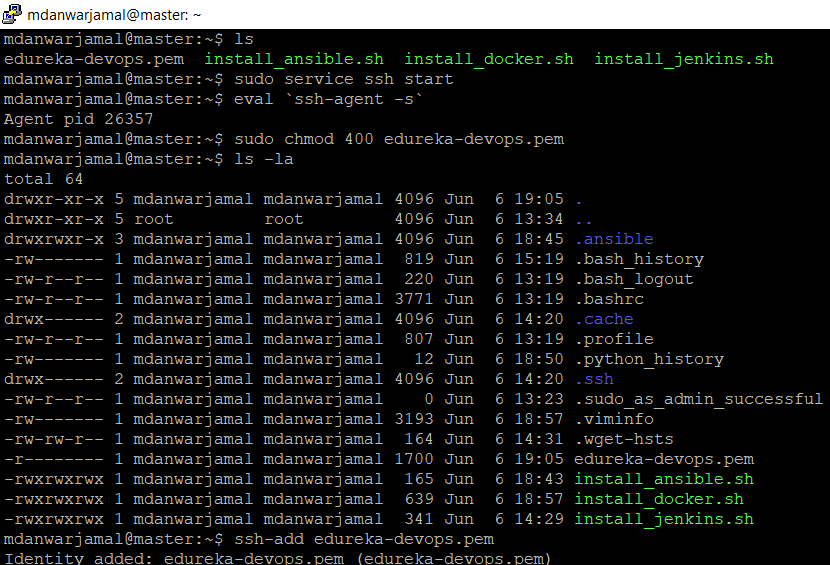 mdanwarjamal@master: ~
mdanwarjamal@master:~$ ls
edureka-devops.pem  install_ansible.sh  install_docker.sh  install_jenkins.sh
mdanwarjamal@master:~$ sudo service ssh start
mdanwarjamal@master:~$ eval `ssh-agent -s`
Agent pid 26357
mdanwarjamal@master:~$ sudo chmod 400 edureka-devops.pem
mdanwarjamal@master:~$ ls -la
total 64
drwxr-xr-x 5 mdanwarjamal mdanwarjamal 4096 Jun  6 19:05 .
drwxr-xr-x 5 root         root         4096 Jun  6 13:34 ..
drwxrwxr-x 3 mdanwarjamal mdanwarjamal 4096 Jun  6 18:45 .ansible
-rw------- 1 mdanwarjamal mdanwarjamal  819 Jun  6 15:19 .bash_history
-rw-r--r-- 1 mdanwarjamal mdanwarjamal  220 Jun  6 13:19 .bash_logout
-rw-r--r-- 1 mdanwarjamal mdanwarjamal 3771 Jun  6 13:19 .bashrc
drwx------ 2 mdanwarjamal mdanwarjamal 4096 Jun  6 14:20 .cache
-rw-r--r-- 1 mdanwarjamal mdanwarjamal  807 Jun  6 13:19 .profile
-rw------- 1 mdanwarjamal mdanwarjamal   12 Jun  6 18:50 .python_history
drwx------ 2 mdanwarjamal mdanwarjamal 4096 Jun  6 14:20 .ssh
-rw-r--r-- 1 mdanwarjamal mdanwarjamal    0 Jun  6 13:23 .sudo_as_admin_successful
-rw------- 1 mdanwarjamal mdanwarjamal 3193 Jun  6 18:57 .viminfo
-rw-rw-r-- 1 mdanwarjamal mdanwarjamal  164 Jun  6 14:31 .wget-hsts
-r-------- 1 mdanwarjamal mdanwarjamal 1700 Jun  6 19:05 edureka-devops.pem
-rwxrwxrwx 1 mdanwarjamal mdanwarjamal  165 Jun  6 18:43 install_ansible.sh
-rwxrwxrwx 1 mdanwarjamal mdanwarjamal  639 Jun  6 18:57 install_docker.sh
-rwxrwxrwx 1 mdanwarjamal mdanwarjamal  341 Jun  6 14:29 install_jenkins.sh
mdanwarjamal@master:~$ ssh-add edureka-devops.pem
Identity added: edureka-devops.pem (edureka-devops.pem)